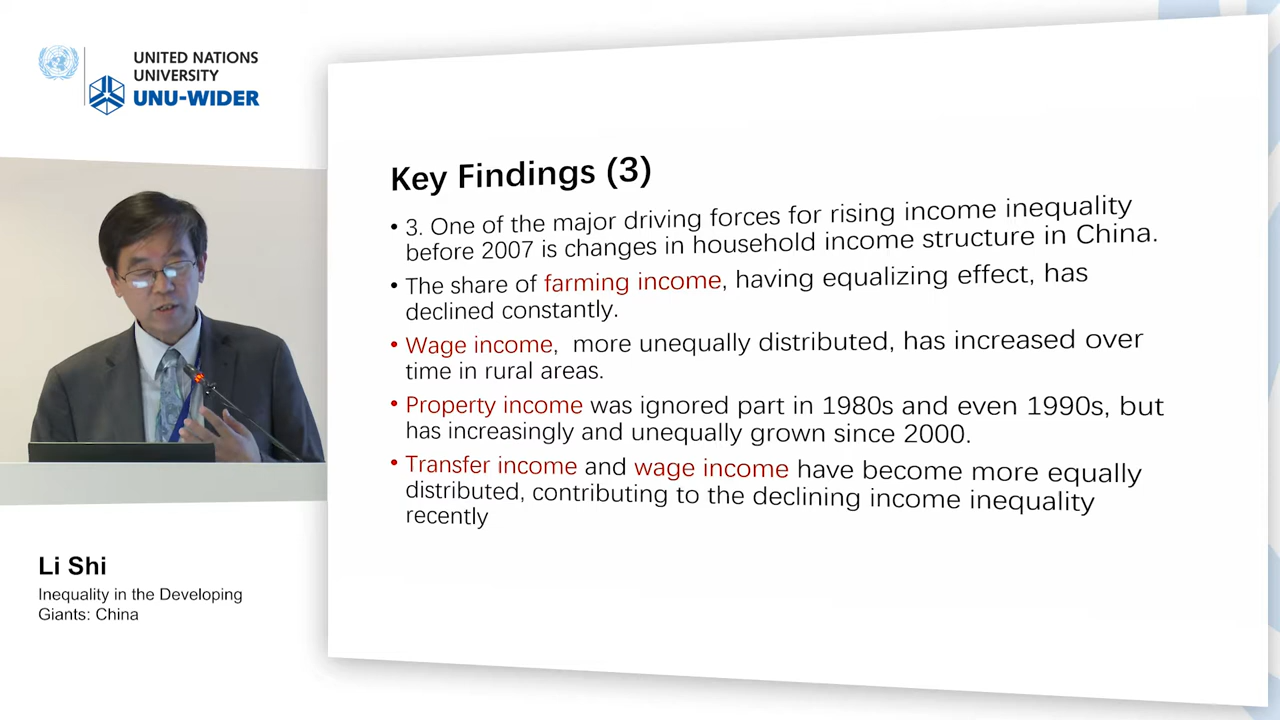 UNITED NATIONS
UNIVERSITY
UNU-WIDER
Key Findings (3)
• 3. One of the major driving forces for rising income inequality
before 2007 is changes in household income structure in China.
• The share of farming income, having equalizing effect, has
declined constantly.
• Wage income, more unequally distributed, has increased over
time in rural areas.
• Property income was ignored part in 1980s and even 1990s, but
has increasingly and unequally grown since 2000.
• Transfer income and wage income have become more equally
distributed, contributing to the declining income inequality
recently
Li Shi
Inequality in the Developing
Giants: China